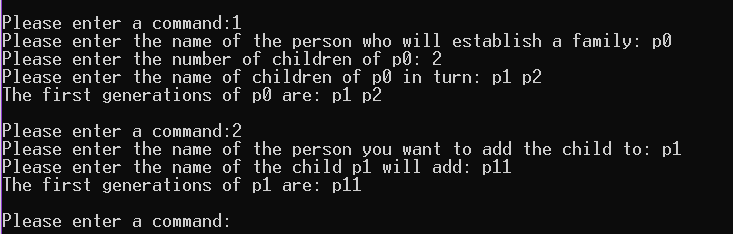 Please enter a command:1
Please enter the name of the person who will establish a family: p0
Please enter the number of children of p0: 2
Please enter the name of children of p0 in turn: p1 p2
The first generations of p0 are: p1 p2
Please enter a command:2
Please enter the name of the person you want to add the child to: p1
Please enter the name of the child p1 will add: p11
The first generations of p1 are: p11
Please enter a command: